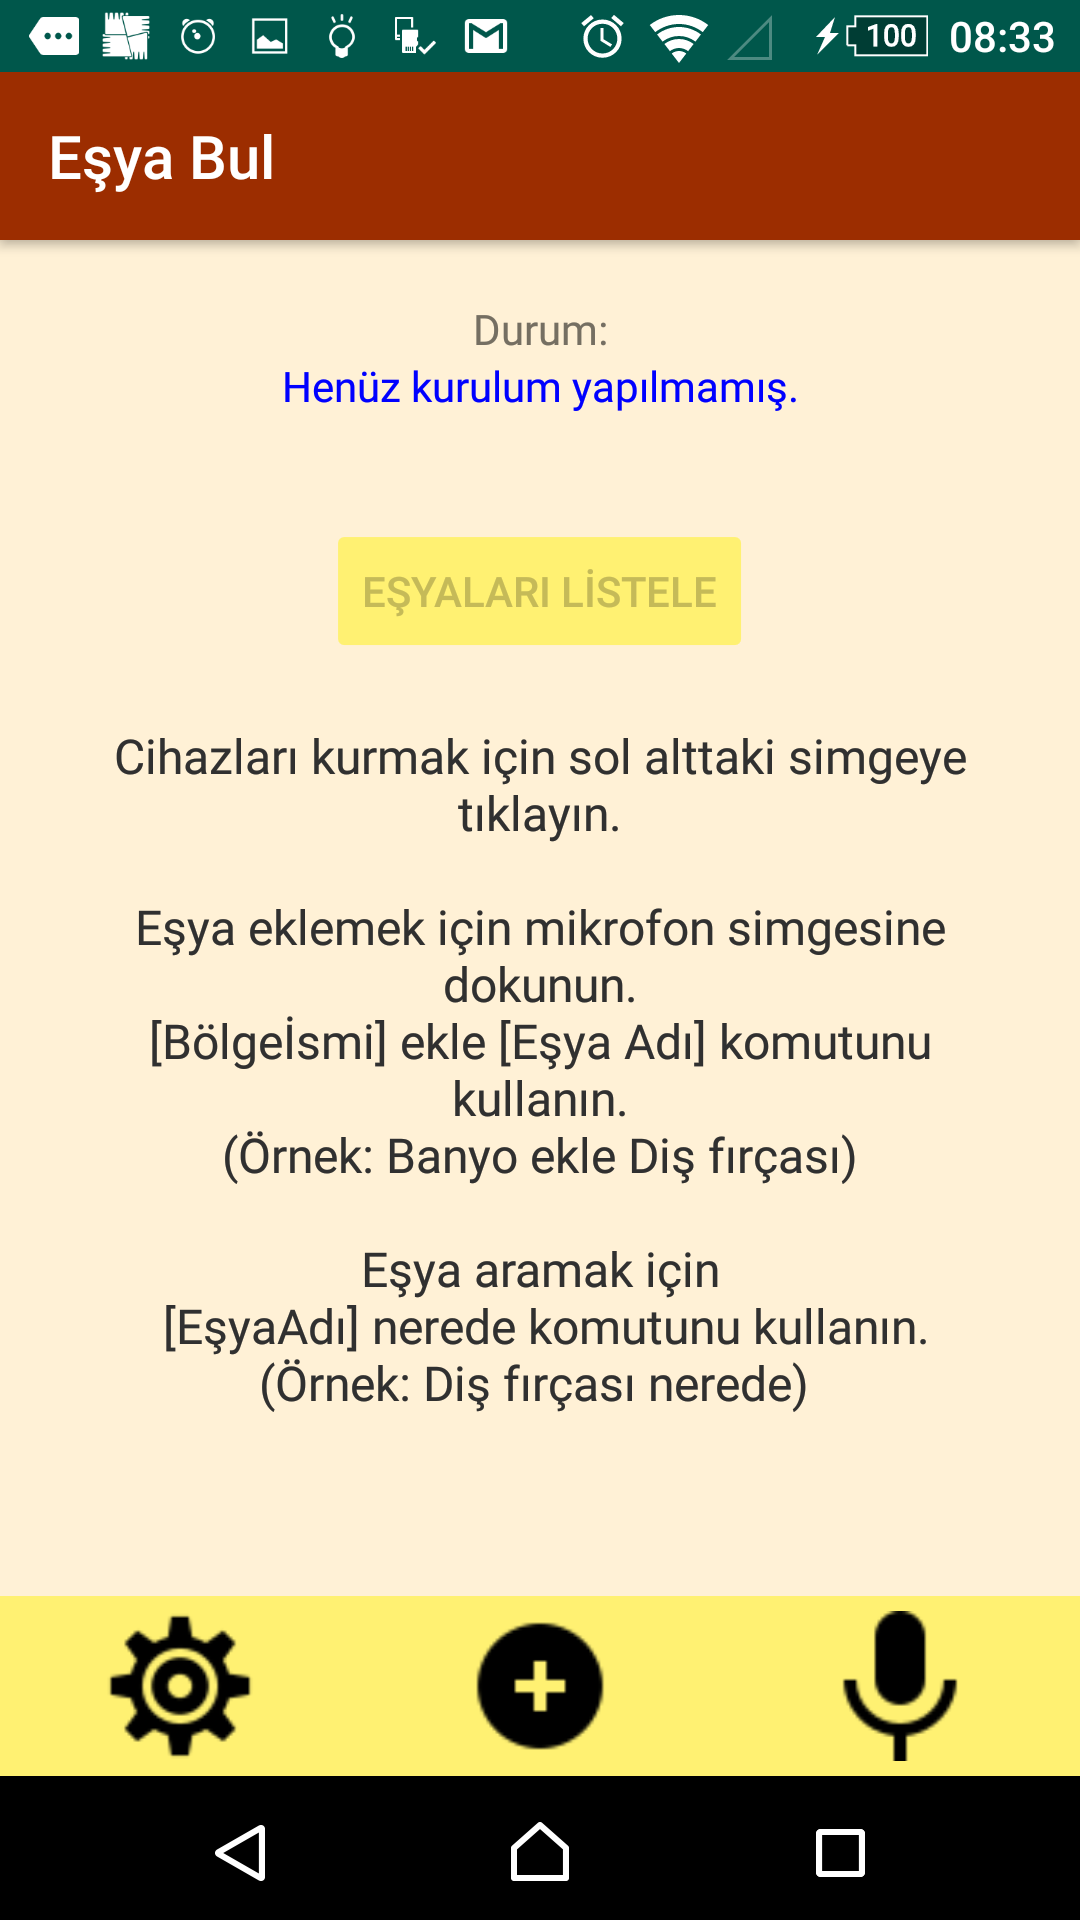 100 08:33
Eşya Bul
Durum:
Henüz kurulum yapılmamış.
EŞYALARI LİSTELE
Cihazları kurmak için sol alttaki simgeye
tıklayın.
Eşya eklemek için mikrofon simgesine
dokunun.
[Bölgeİsmi] ekle [Eşya Adı] komutunu
kullanın.
(Örnek: Banyo ekle Diş fırçası)
Eşya aramak için
[EşyaAdı] nerede komutunu kullanın.
(Örnek: Diş fırçası nerede)